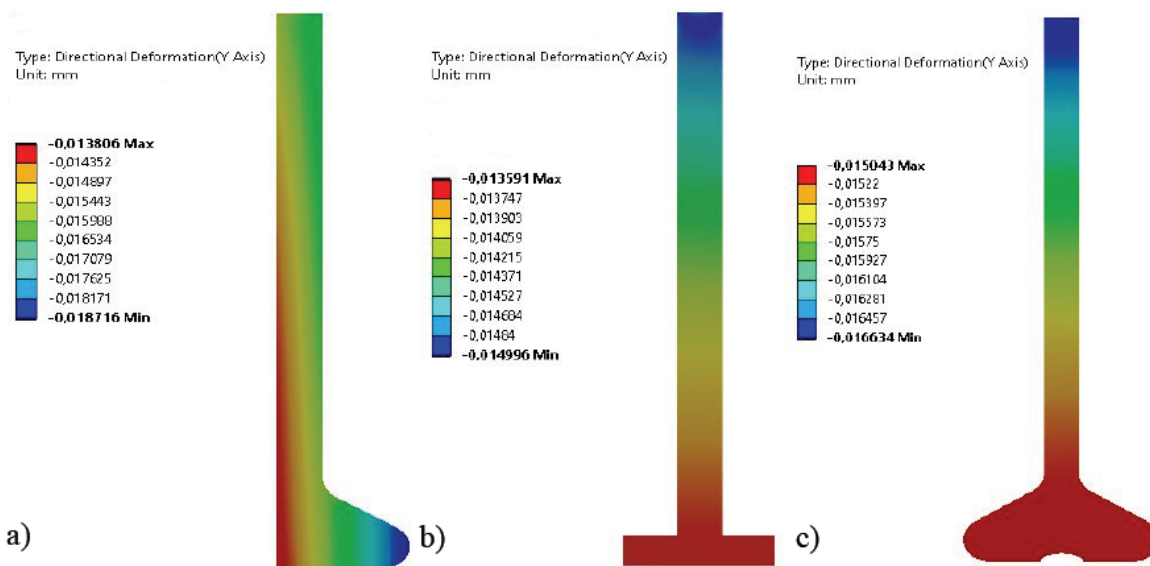 Type: Directional Deformation(Y Axis)
Unit: mm
-0,013806 Max
-0,014352
-0,014897
-0,015443
-0,015988
-0,016534
-0,017079
-0,017625
-0,018171
-0,018716 Min
a)
Type: Directional Deformation(Y Axis)
Unit: mm
-0,013591 Max
-0,013747
-0,013903
-0,014059
-0,014215
-0,014371
-0,014527
-0,014684
-0,01484
-0,014996 Min
b)
Type: Directional Deformation(Y Axis)
Unit: mm
-0,015043 Max
-0,01522
-0,015397
-0,015573
-0,01575
-0,015927
-0,016104
-0,016281
-0,016457
-0,016634 Min
c)